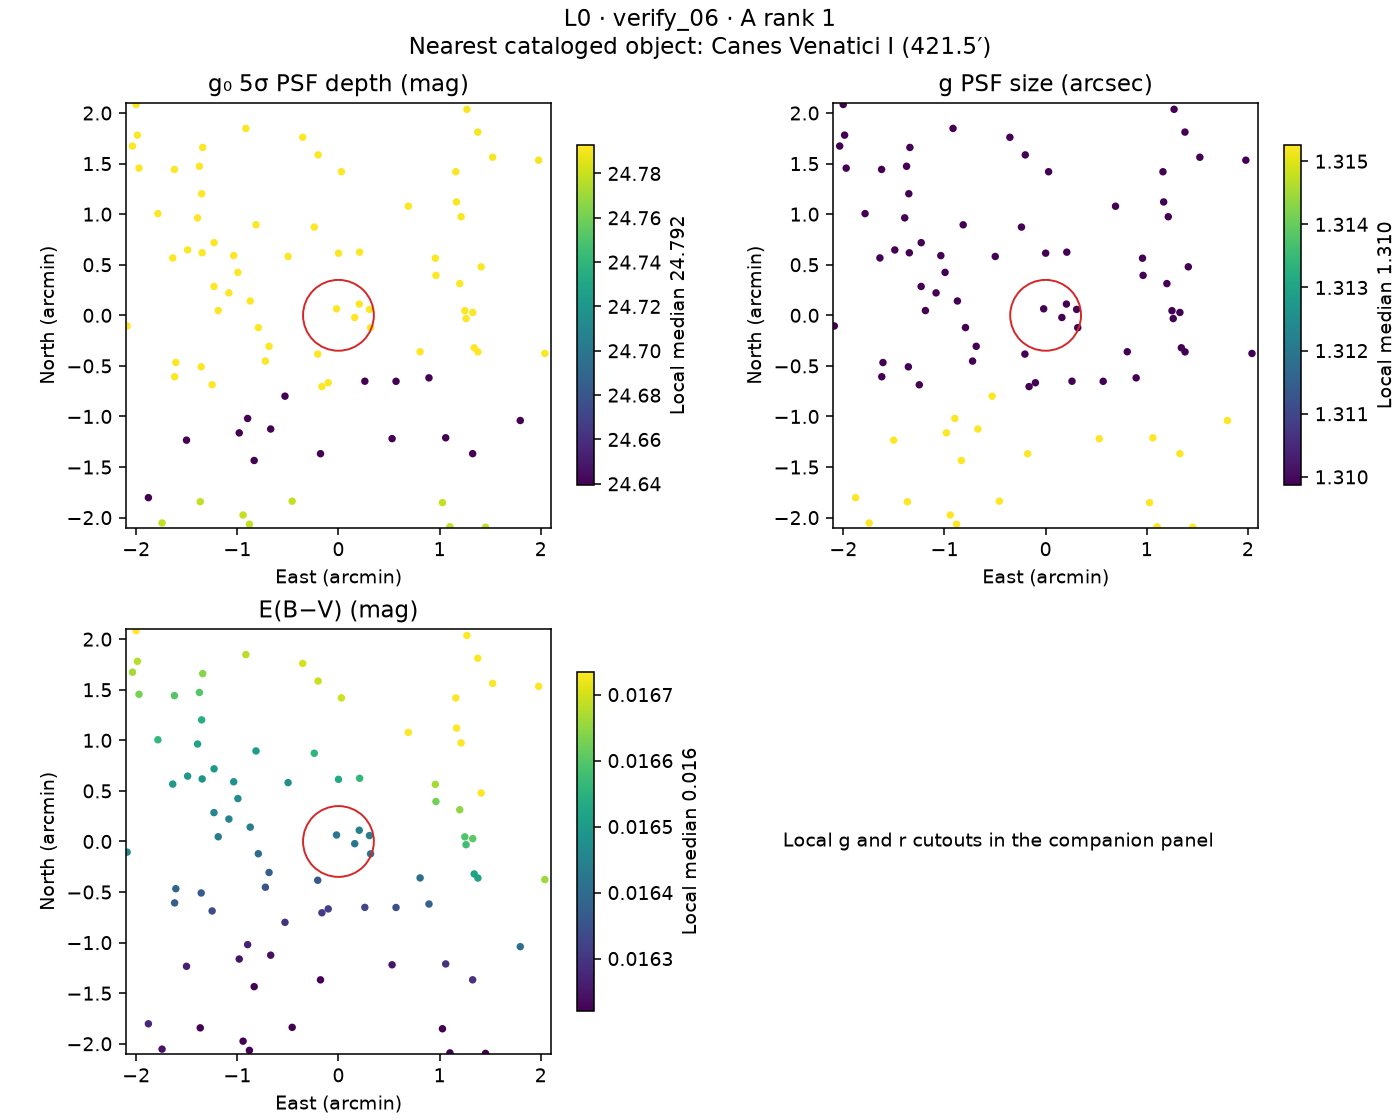 L0 · verify_06 · A rank 1
Nearest cataloged object: Canes Venatici I (421.5′)
g₀ 5σ PSF depth (mag)
2.0
1.5
1.0
0.5
0.0
−0.5
−1.0
−1.5
−2.0
North (arcmin)
−2 −1 0 1 2
East (arcmin)
24.78
24.76
24.74
24.72
24.70
24.68
24.66
24.64
Local median 24.792
g PSF size (arcsec)
2.0
1.5
1.0
0.5
0.0
−0.5
−1.0
−1.5
−2.0
North (arcmin)
−2 −1 0 1 2
East (arcmin)
1.315
1.314
1.313
1.312
1.311
1.310
Local median 1.310
E(B−V) (mag)
2.0
1.5
1.0
0.5
0.0
−0.5
−1.0
−1.5
−2.0
North (arcmin)
−2 −1 0 1 2
East (arcmin)
0.0167
0.0166
0.0165
0.0164
0.0163
Local median 0.016
Local g and r cutouts in the companion panel